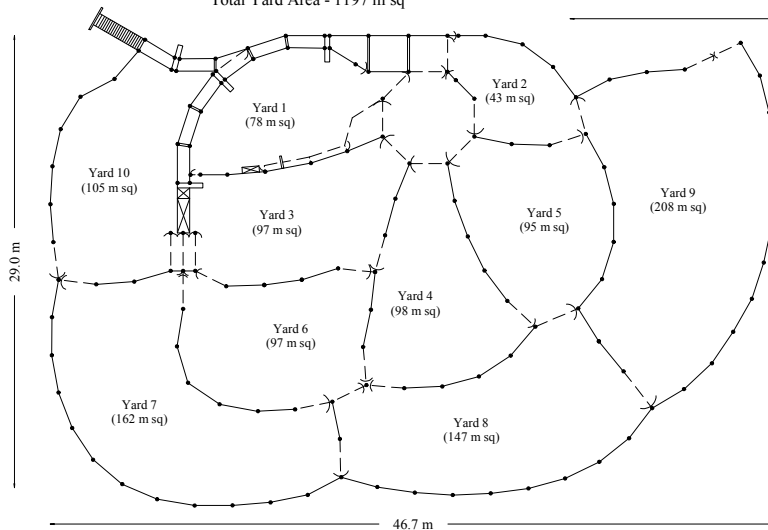 Total Yard Area - 1197 m sq
Yard 1
(78 m sq)
Yard 2
(43 m sq)
Yard 10
(105 m sq)
Yard 3
(97 m sq)
Yard 5
(95 m sq)
Yard 9
(208 m sq)
29.0 m
Yard 4
(98 m sq)
Yard 6
(97 m sq)
Yard 7
(162 m sq)
Yard 8
(147 m sq)
46.7 m